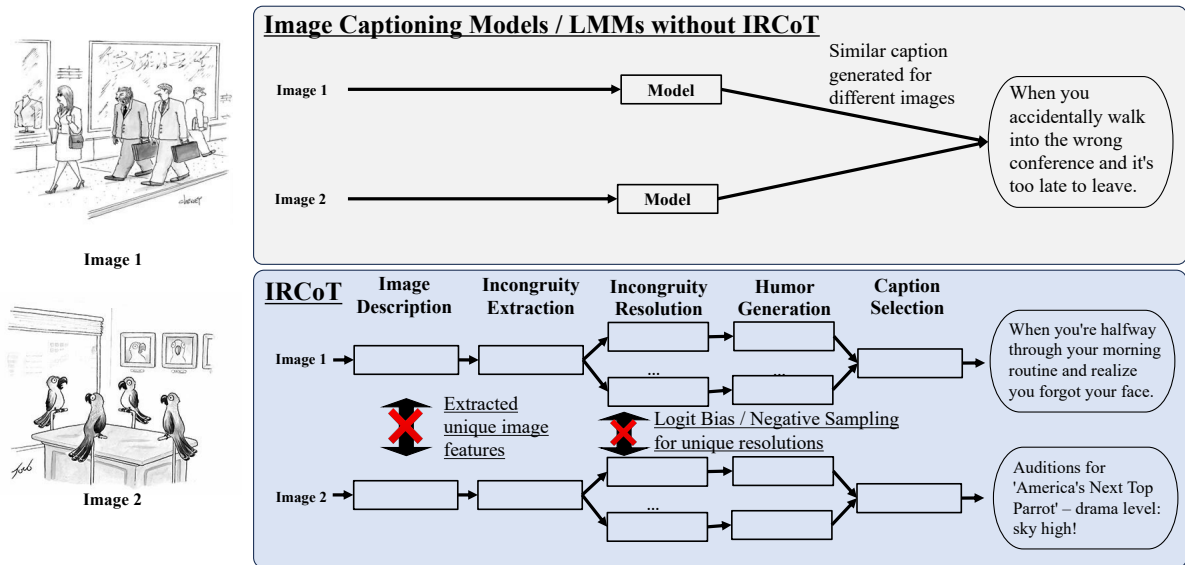 Image Captioning Models / LMMs without IRCoT
Image 1
Model
Similar caption
generated for
different images
When you
accidentally walk
into the wrong
conference and it's
too late to leave.
Image 2
Model
Image 1
IRCoT
Image
Description
Incongruity
Extraction
Incongruity
Resolution
Humor
Generation
Caption
Selection
Image 1
...
...
When you're halfway
through your morning
routine and realize
you forgot your face.
Extracted
unique image
features
Logit Bias / Negative Sampling
for unique resolutions
Image 2
...
Auditions for
'America's Next Top
Parrot' – drama level:
sky high!
Image 2